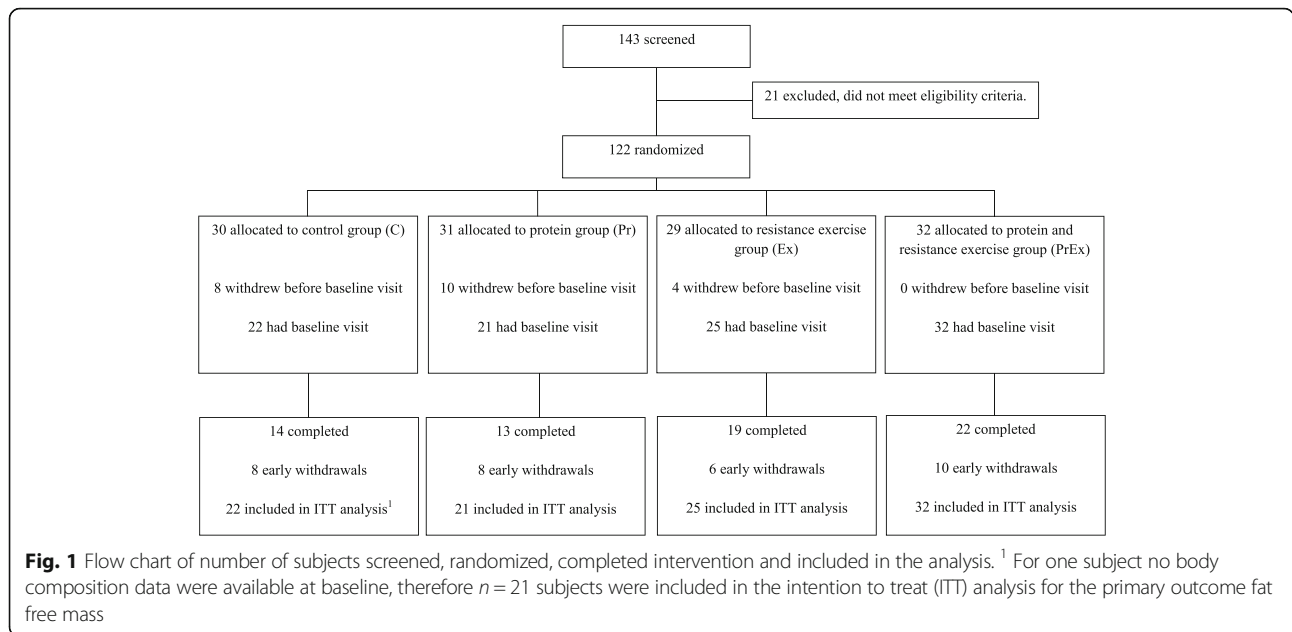 143 screened
21 excluded, did not meet eligibility criteria.
122 randomized
30 allocated to control group (C)
8 withdrew before baseline visit
22 had baseline visit
31 allocated to protein group (Pr)
10 withdrew before baseline visit
21 had baseline visit
29 allocated to resistance exercise
group (Ex)
4 withdrew before baseline visit
25 had baseline visit
32 allocated to protein and
resistance exercise group (PrEx)
0 withdrew before baseline visit
32 had baseline visit
14 completed
8 early withdrawals
22 included in ITT analysis¹
13 completed
8 early withdrawals
21 included in ITT analysis
19 completed
6 early withdrawals
25 included in ITT analysis
22 completed
10 early withdrawals
32 included in ITT analysis
Fig. 1 Flow chart of number of subjects screened, randomized, completed intervention and included in the analysis. ¹ For one subject no body
composition data were available at baseline, therefore n = 21 subjects were included in the intention to treat (ITT) analysis for the primary outcome fat
free mass